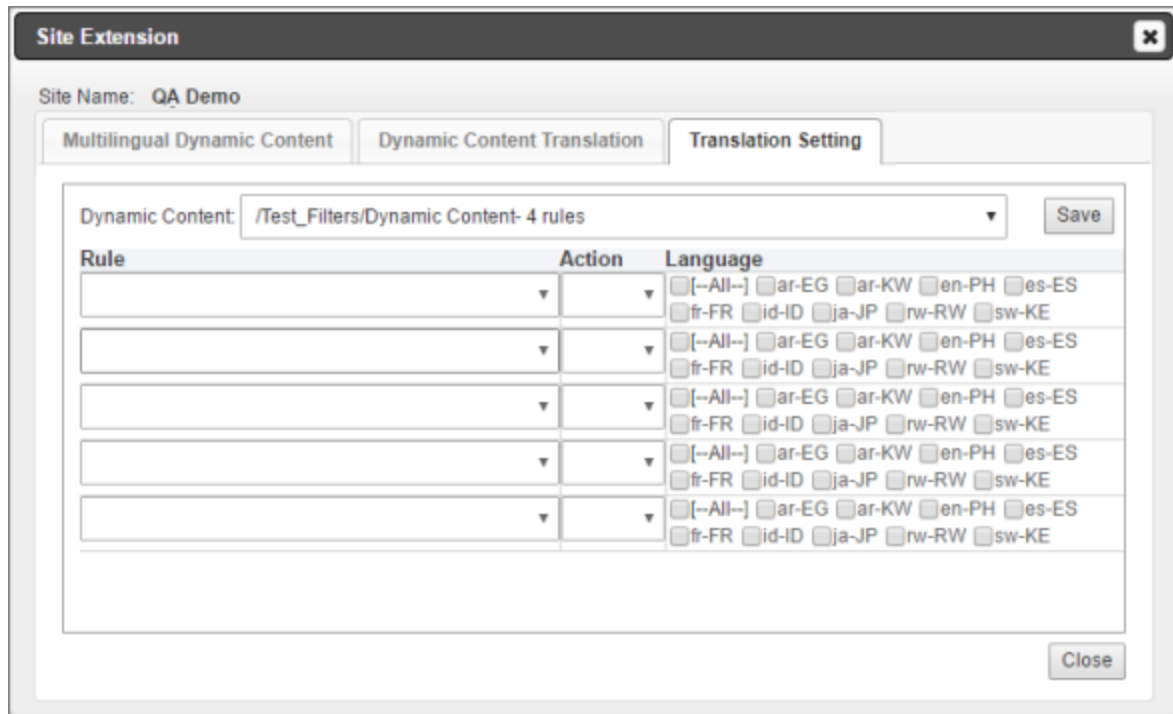 Site Extension
Site Name: QA Demo
Multilingual Dynamic Content Dynamic Content Translation Translation Setting
Dynamic Content: /Test_Filters/Dynamic Content- 4 rules Save
Rule Action Language
[--All--] ar-EG ar-KW en-PH es-ES
fr-FR id-ID ja-JP rw-RW sw-KE
[--All--] ar-EG ar-KW en-PH es-ES
fr-FR id-ID ja-JP rw-RW sw-KE
[--All--] ar-EG ar-KW en-PH es-ES
fr-FR id-ID ja-JP rw-RW sw-KE
[--All--] ar-EG ar-KW en-PH es-ES
fr-FR id-ID ja-JP rw-RW sw-KE
[--All--] ar-EG ar-KW en-PH es-ES
fr-FR id-ID ja-JP rw-RW sw-KE
Close